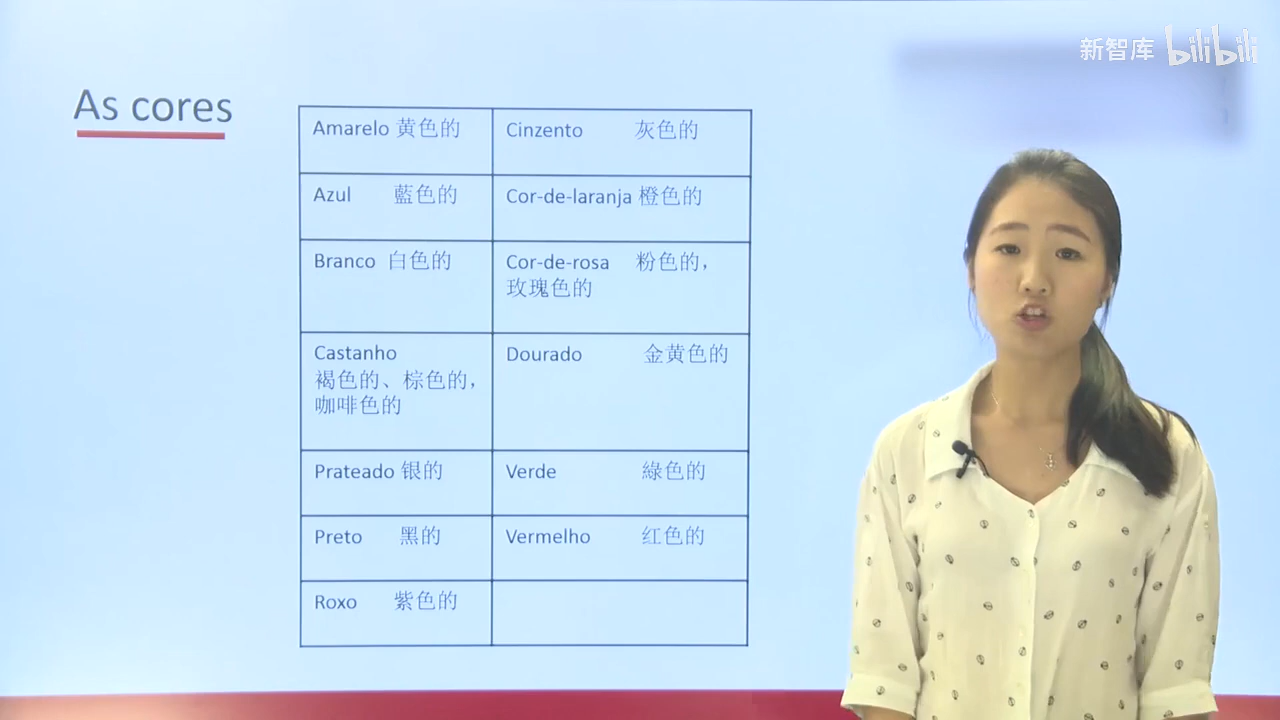 新智库 bilibili
As cores
Amarelo 黄色的
Cinzento 灰色的
Azul 藍色的
Cor-de-laranja 橙色的
Branco 白色的
Cor-de-rosa 粉色的,
玫瑰色的
Castanho
褐色的、棕色的,
咖啡色的
Dourado 金黄色的
Prateado 银的
Verde 綠色的
Preto 黑的
Vermelho 红色的
Roxo 紫色的